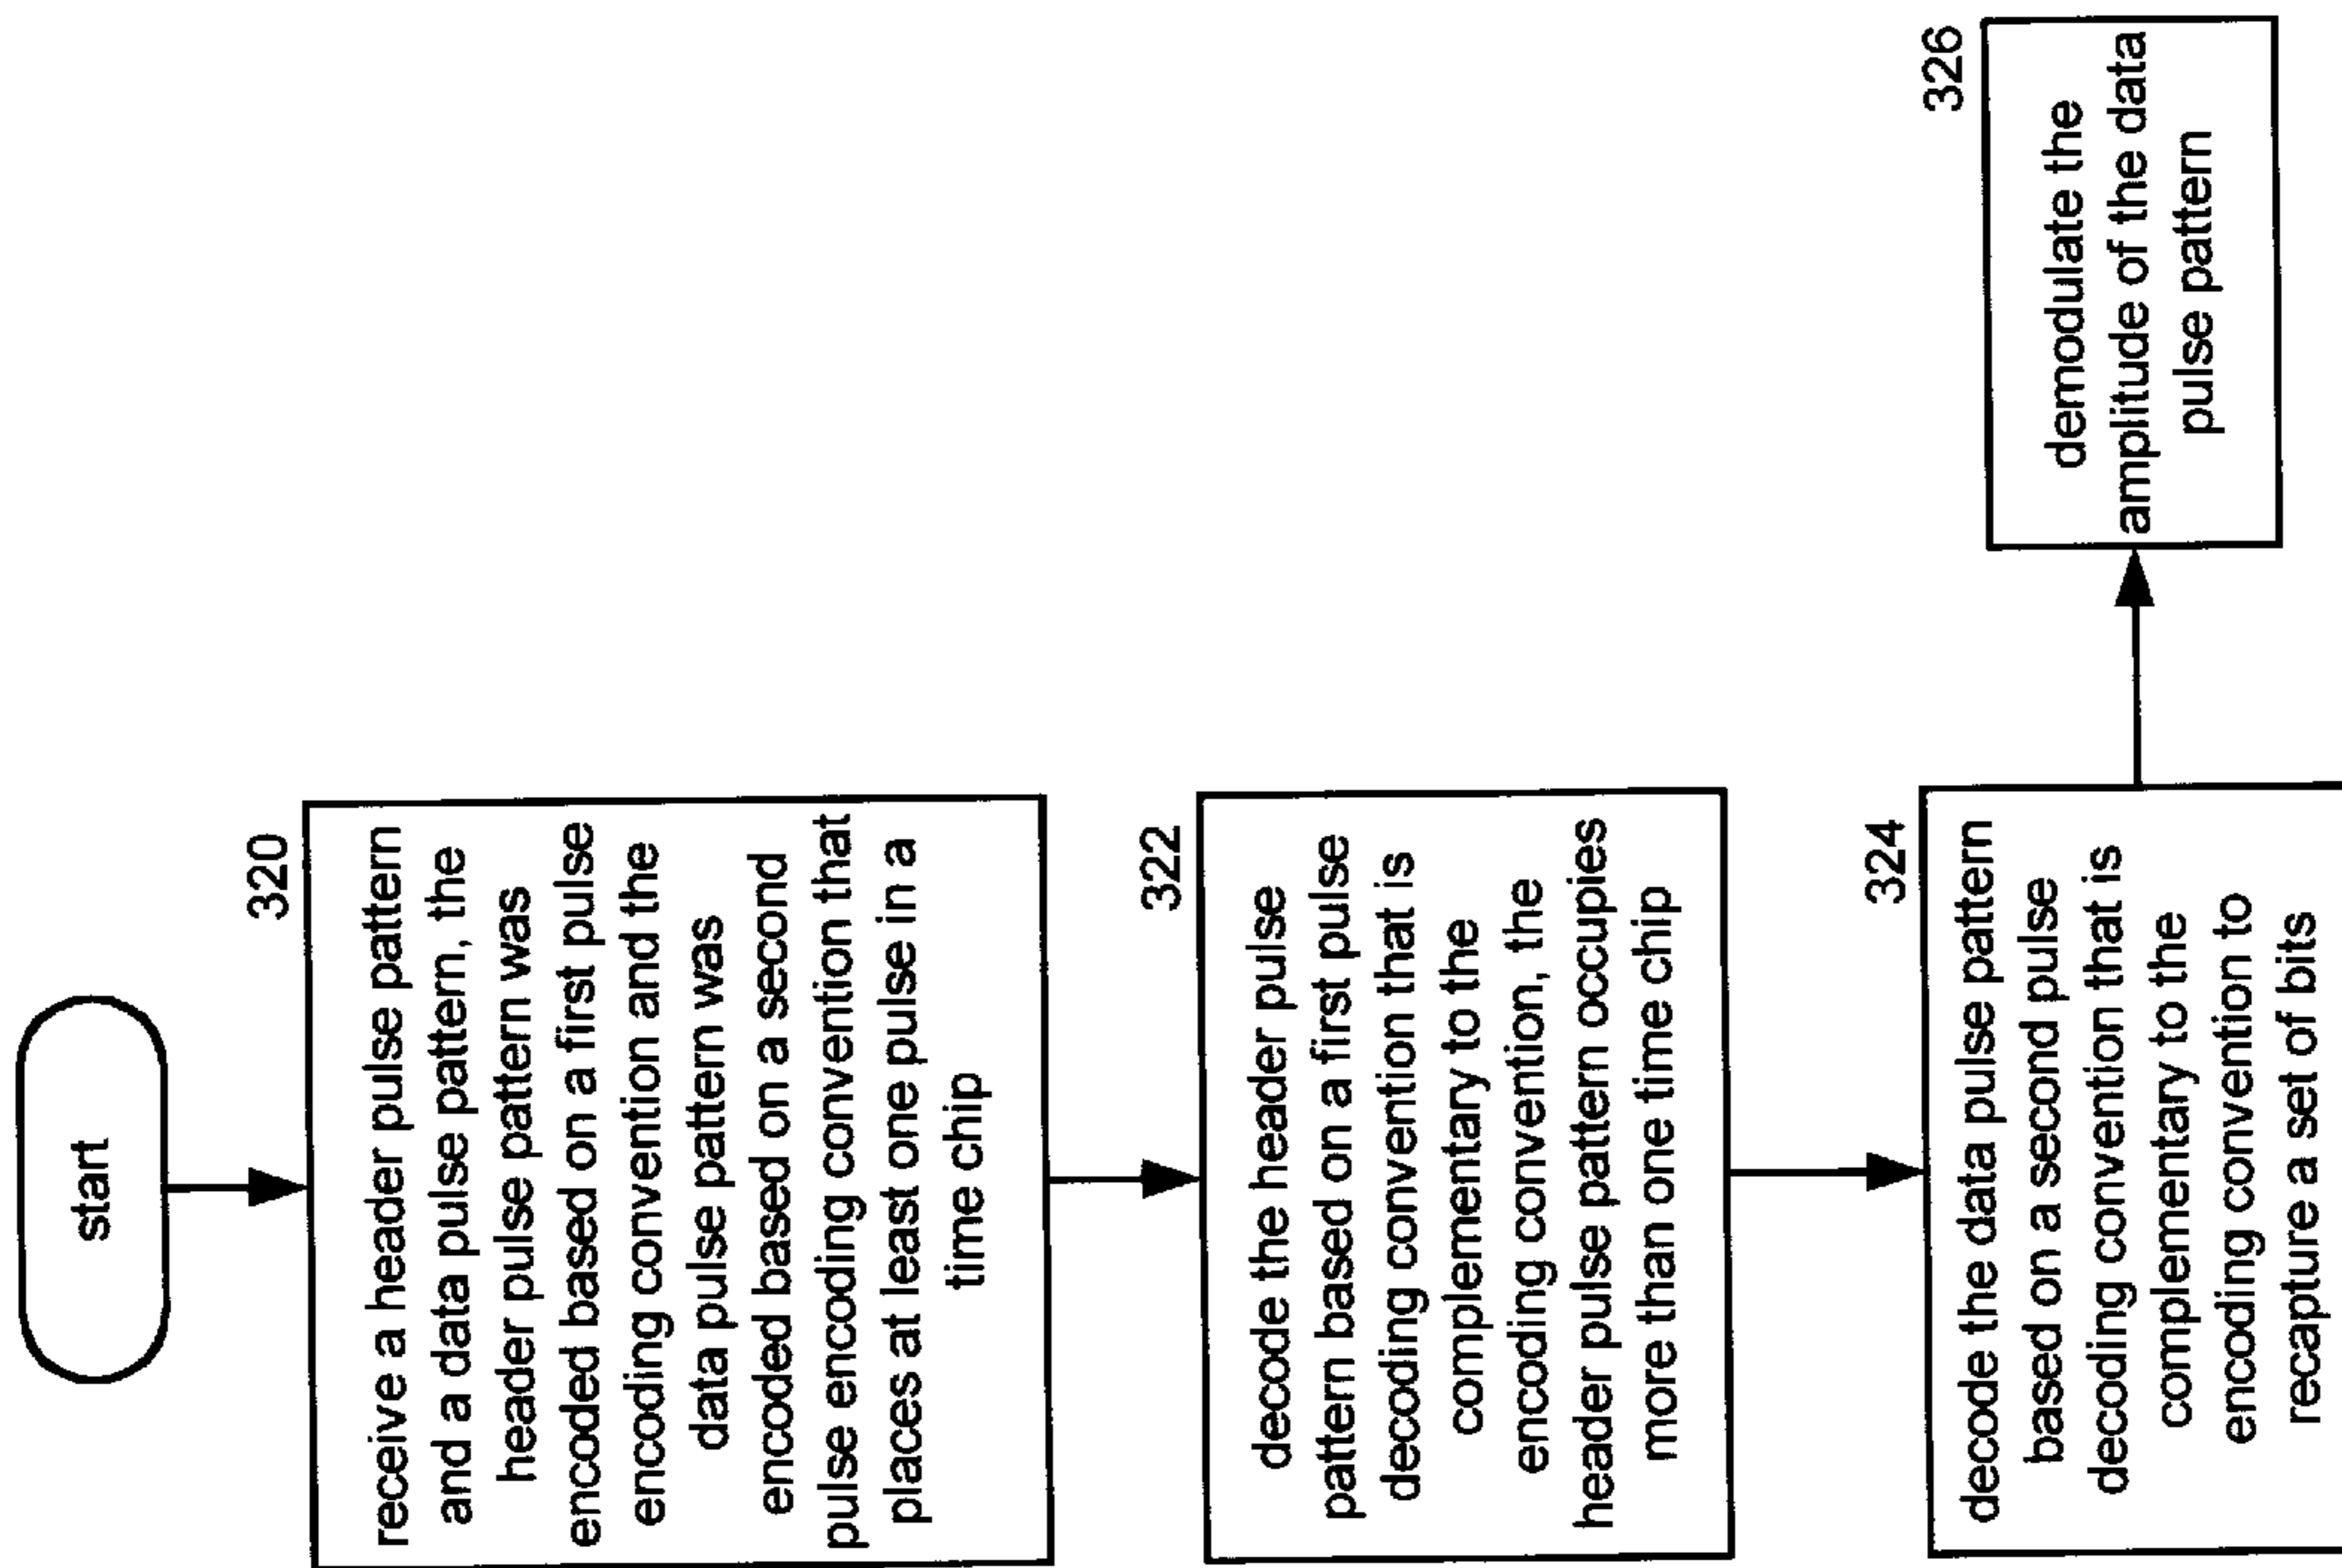 start
320
receive a header pulse pattern
and a data pulse pattern, the
header pulse pattern was
encoded based on a first pulse
encoding convention and the
data pulse pattern was
encoded based on a second
pulse encoding convention that
places at least one pulse in a
time chip
322
decode the header pulse
pattern based on a first pulse
decoding convention that is
complementary to the
encoding convention, the
header pulse pattern occupies
more than one time chip
324
decode the data pulse pattern
based on a second pulse
decoding convention that is
complementary to the
encoding convention to
recapture a set of bits
326
demodulate the
amplitude of the data
pulse pattern